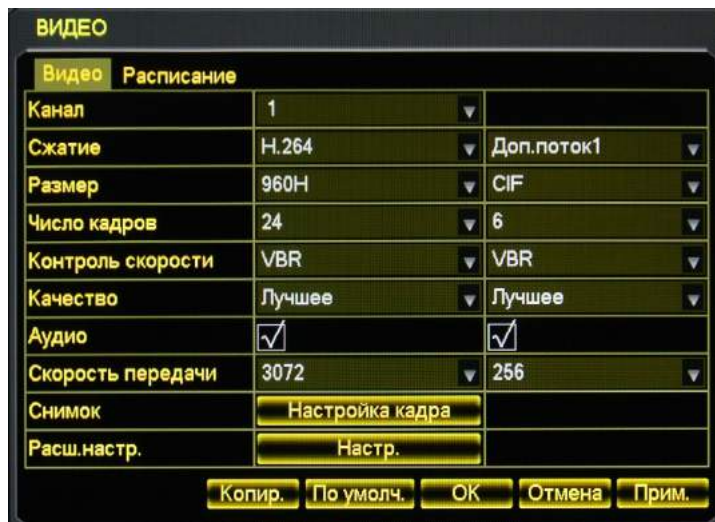 ВИДЕО
Видео Расписание
Канал 1
Сжатие H.264 Доп.поток1
Размер 960H CIF
Число кадров 24 6
Контроль скорости VBR VBR
Качество Лучшее Лучшее
Аудио
Скорость передачи 3072 256
Снимок Настройка кадра
Расш.настр. Настр.
Копир. По умолч. OK Отмена Прим.